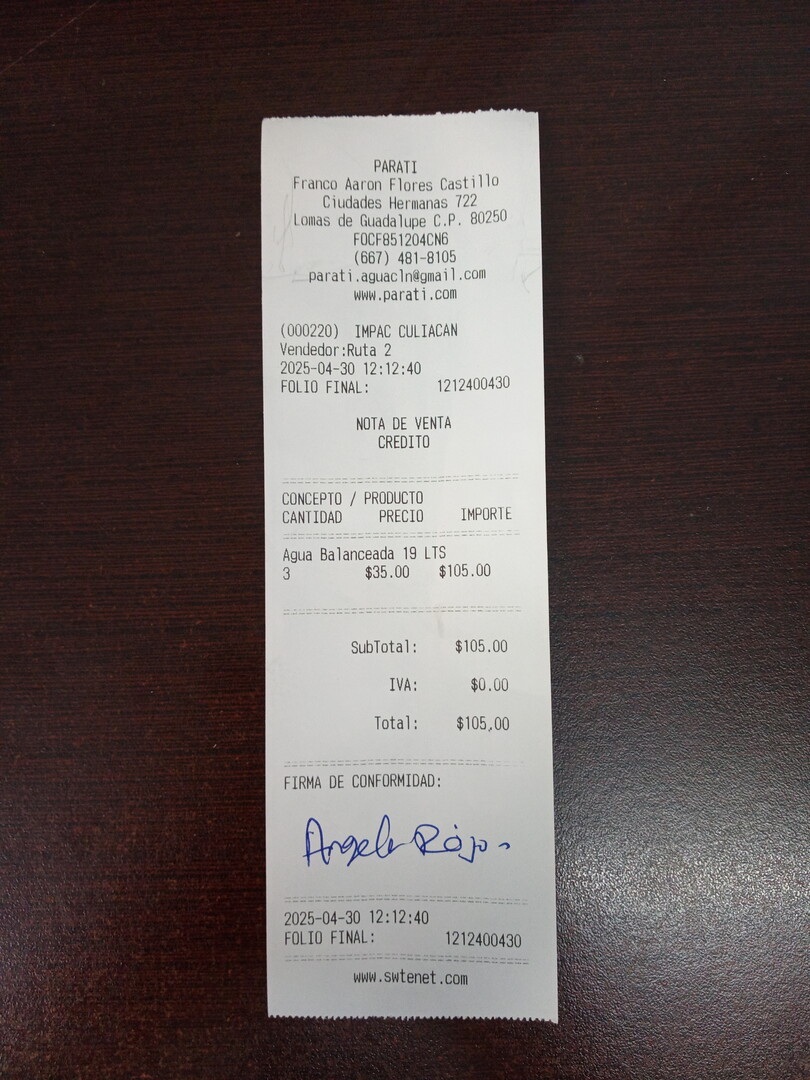 PARATI
Franco Aaron Flores Castillo
Ciudades Hermanas 722
Lomas de Guadalupe C.P. 80250
FOCF851204CN6
(667) 481-8105
parati.aguacln@gmail.com
www.parati.com
(000220) IMPAC CULIACAN
Vendedor:Ruta 2
2025-04-30 12:12:40
FOLIO FINAL: 1212400430
NOTA DE VENTA
CREDITO
CONCEPTO / PRODUCTO
CANTIDAD PRECIO IMPORTE
Agua Balanceada 19 LTS
3 $35.00 $105.00
SubTotal: $105.00
IVA: $0.00
Total: $105,00
FIRMA DE CONFORMIDAD:
Angele Rojo
2025-04-30 12:12:40
FOLIO FINAL: 1212400430
www.swtenet.com